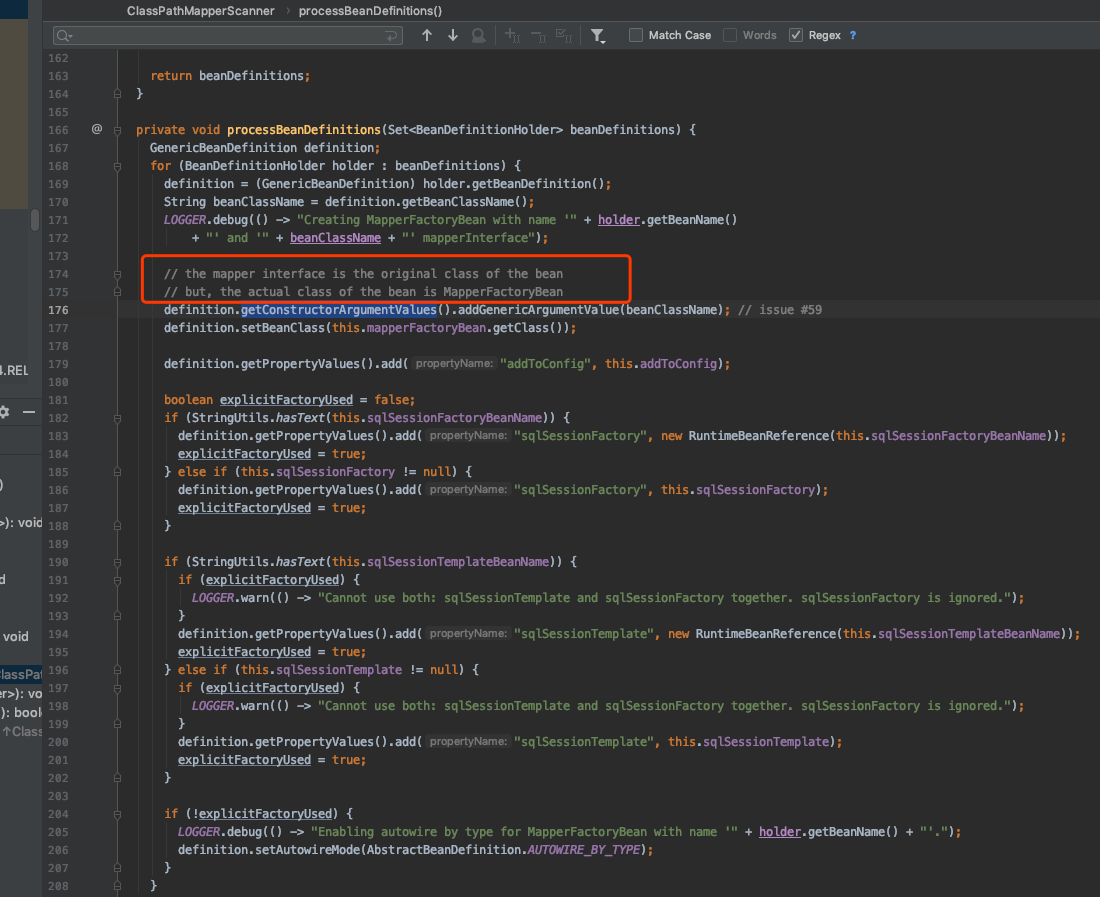 ClassPathMapperScanner > processBeanDefinitions()
Match Case Words Regex ?
162
163 return beanDefinitions;
164 }
165
166 @ private void processBeanDefinitions(Set<BeanDefinitionHolder> beanDefinitions) {
167 GenericBeanDefinition definition;
168 for (BeanDefinitionHolder holder : beanDefinitions) {
169 definition = (GenericBeanDefinition) holder.getBeanDefinition();
170 String beanClassName = definition.getBeanClassName();
171 LOGGER.debug(() -> "Creating MapperFactoryBean with name '" + holder.getBeanName()
172 + "' and '" + beanClassName + "' mapperInterface");
173
174 // the mapper interface is the original class of the bean
175 // but, the actual class of the bean is MapperFactoryBean
176 definition.getConstructorArgumentValues().addGenericArgumentValue(beanClassName); // issue #59
177 definition.setBeanClass(this.mapperFactoryBean.getClass());
178
179 definition.getPropertyValues().add( propertyName: "addToConfig", this.addToConfig);
180
181 boolean explicitFactoryUsed = false;
182 if (StringUtils.hasText(this.sqlSessionFactoryBeanName)) {
183 definition.getPropertyValues().add( propertyName: "sqlSessionFactory", new RuntimeBeanReference(this.sqlSessionFactoryBeanName));
184 explicitFactoryUsed = true;
185 } else if (this.sqlSessionFactory != null) {
186 definition.getPropertyValues().add( propertyName: "sqlSessionFactory", this.sqlSessionFactory);
187 explicitFactoryUsed = true;
188 }
189
190 if (StringUtils.hasText(this.sqlSessionTemplateBeanName)) {
191 if (explicitFactoryUsed) {
192 LOGGER.warn(() -> "Cannot use both: sqlSessionTemplate and sqlSessionFactory together. sqlSessionFactory is ignored.");
193 }
194 definition.getPropertyValues().add( propertyName: "sqlSessionTemplate", new RuntimeBeanReference(this.sqlSessionTemplateBeanName));
195 explicitFactoryUsed = true;
196 } else if (this.sqlSessionTemplate != null) {
197 if (explicitFactoryUsed) {
198 LOGGER.warn(() -> "Cannot use both: sqlSessionTemplate and sqlSessionFactory together. sqlSessionFactory is ignored.");
199 }
200 definition.getPropertyValues().add( propertyName: "sqlSessionTemplate", this.sqlSessionTemplate);
201 explicitFactoryUsed = true;
202 }
203
204 if (!explicitFactoryUsed) {
205 LOGGER.debug(() -> "Enabling autowire by type for MapperFactoryBean with name '" + holder.getBeanName() + "'.");
206 definition.setAutowireMode(AbstractBeanDefinition.AUTOWIRE_BY_TYPE);
207 }
208 }
4.REL
)
>): void
d
void
ClassPat
er>): vo
): bool
↑Class